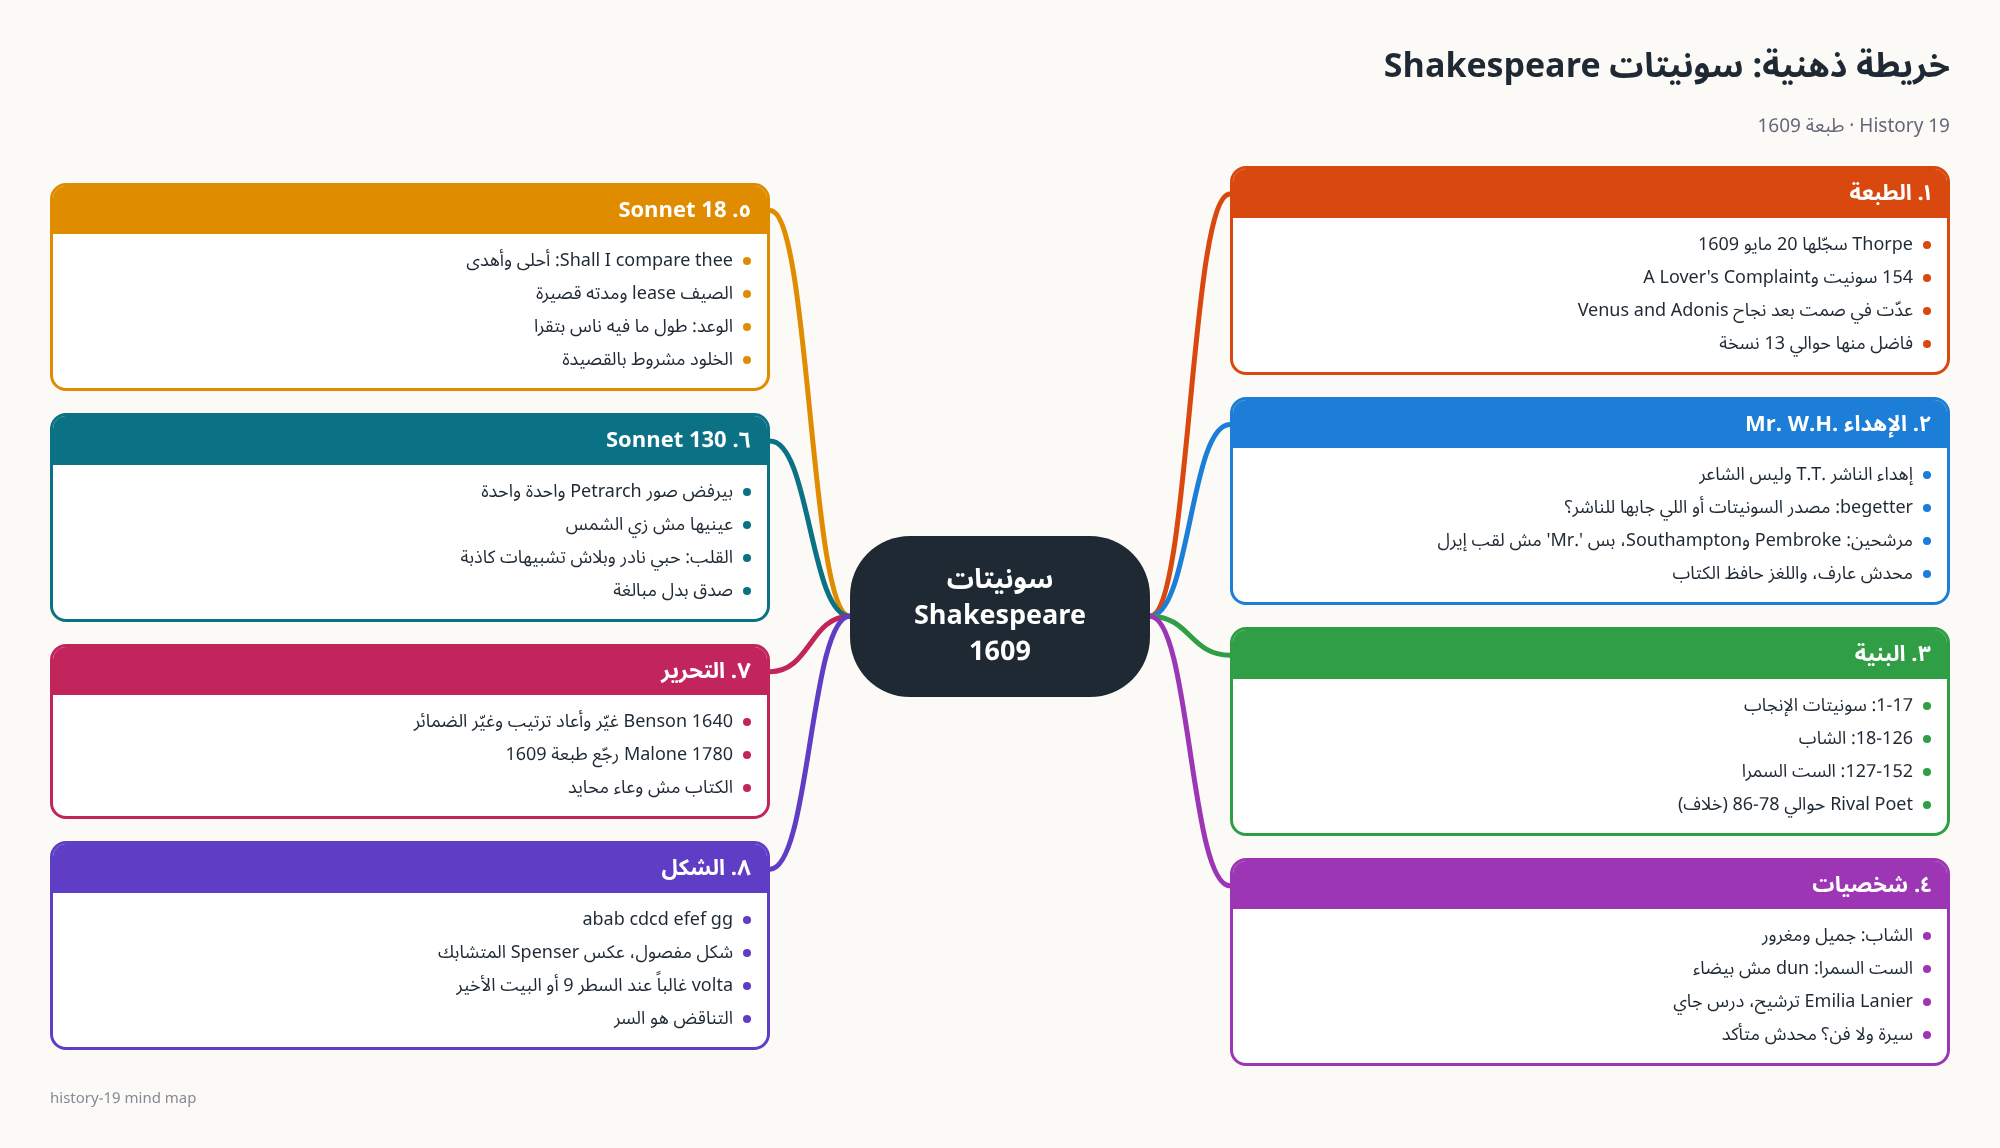 خريطة ذهنية: سونيتات Shakespeare
History 19 · طبعة 1609
١. الطبعة
Thorpe سجّلها 20 مايو 1609
154 سونيت وA Lover's Complaint
عدّت في صمت بعد نجاح Venus and Adonis
فاضل منها حوالي 13 نسخة
٢. الإهداء Mr. W.H.
إهداء الناشر T.T. وليس الشاعر
begetter: مصدر السونيتات أو اللي جابها للناشر؟
مرشحين: Pembroke وSouthampton، بس 'Mr.' مش لقب إيرل
محدش عارف، واللغز حافظ الكتاب
٣. البنية
1-17: سونيتات الإنجاب
18-126: الشاب
127-152: الست السمرا
Rival Poet حوالي 78-86 (خلاف)
٤. شخصيات
الشاب: جميل ومغرور
الست السمرا: dun مش بيضاء
Emilia Lanier ترشيح، درس جاي
سيرة ولا فن؟ محدش متأكد
سونيتات
Shakespeare
1609
٥. Sonnet 18
Shall I compare thee: أحلى وأهدى
الصيف lease ومدته قصيرة
الوعد: طول ما فيه ناس بتقرا
الخلود مشروط بالقصيدة
٦. Sonnet 130
بيرفض صور Petrarch واحدة واحدة
عينيها مش زي الشمس
القلب: حبي نادر وبلاش تشبيهات كاذبة
صدق بدل مبالغة
٧. التحرير
Benson 1640 غيّر وأعاد ترتيب وغيّر الضمائر
Malone 1780 رجّع طبعة 1609
الكتاب مش وعاء محايد
٨. الشكل
abab cdcd efef gg
شكل مفصول، عكس Spenser المتشابك
volta غالباً عند السطر 9 أو البيت الأخير
التناقض هو السر
history-19 mind map